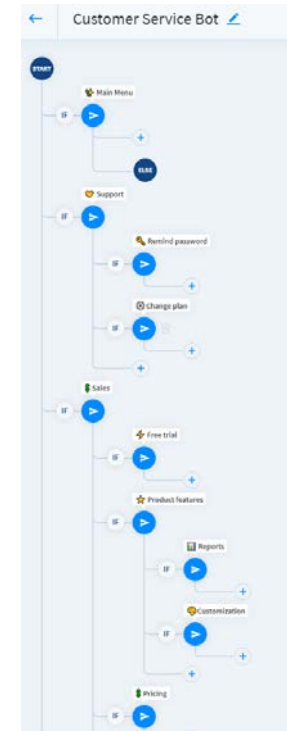 Customer Service Bot
START
Main Menu
IF
ELSE
Support
IF
Remind password
IF
Change plan
IF
Sales
IF
Free trial
IF
Product features
IF
Reports
IF
Customization
IF
Pricing
IF